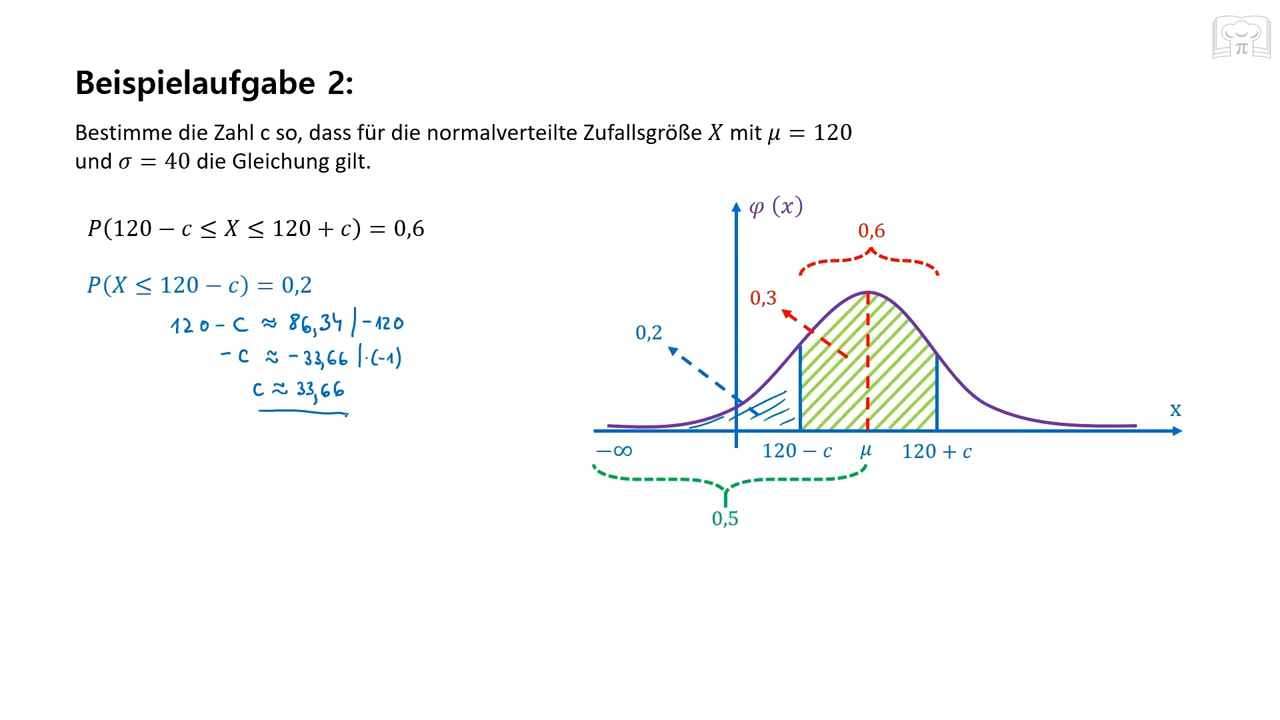 Beispielaufgabe 2:
Bestimme die Zahl c so, dass für die normalverteilte Zufallsgröße X mit μ = 120
und σ = 40 die Gleichung gilt.
P(120 − c ≤ X ≤ 120 + c) = 0,6
P(X ≤ 120 − c) = 0,2
120 - c ≈ 86,34 | -120
- c ≈ - 33,66 | · (-1)
c ≈ 33,66
φ (x)
0,6
0,3
0,2
x
−∞
120 − c
μ
120 + c
0,5
π